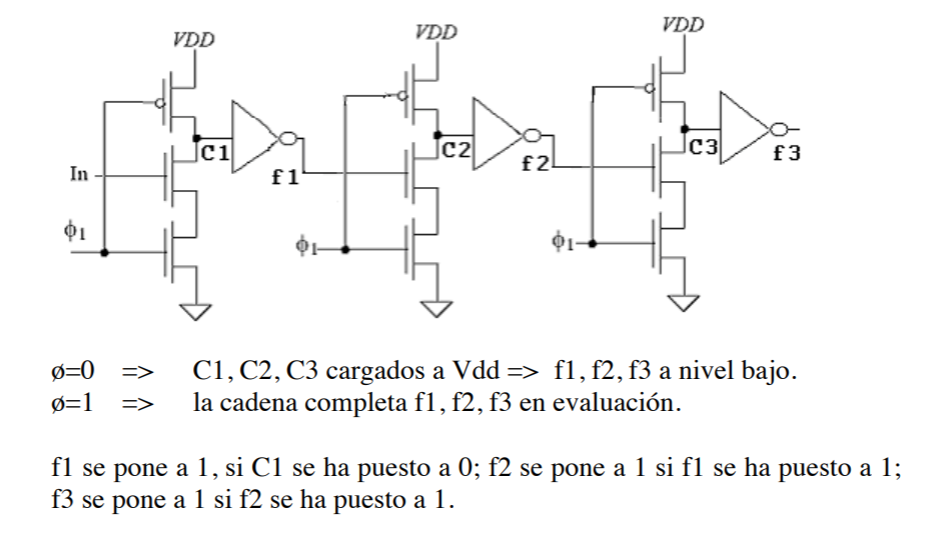 VDD
VDD
VDD
C1
C2
C3
f1
f2
f3
In
ϕ1
ϕ1
ϕ1
ø=0 => C1, C2, C3 cargados a Vdd => f1, f2, f3 a nivel bajo.
ø=1 => la cadena completa f1, f2, f3 en evaluación.
f1 se pone a 1, si C1 se ha puesto a 0; f2 se pone a 1 si f1 se ha puesto a 1;
f3 se pone a 1 si f2 se ha puesto a 1.